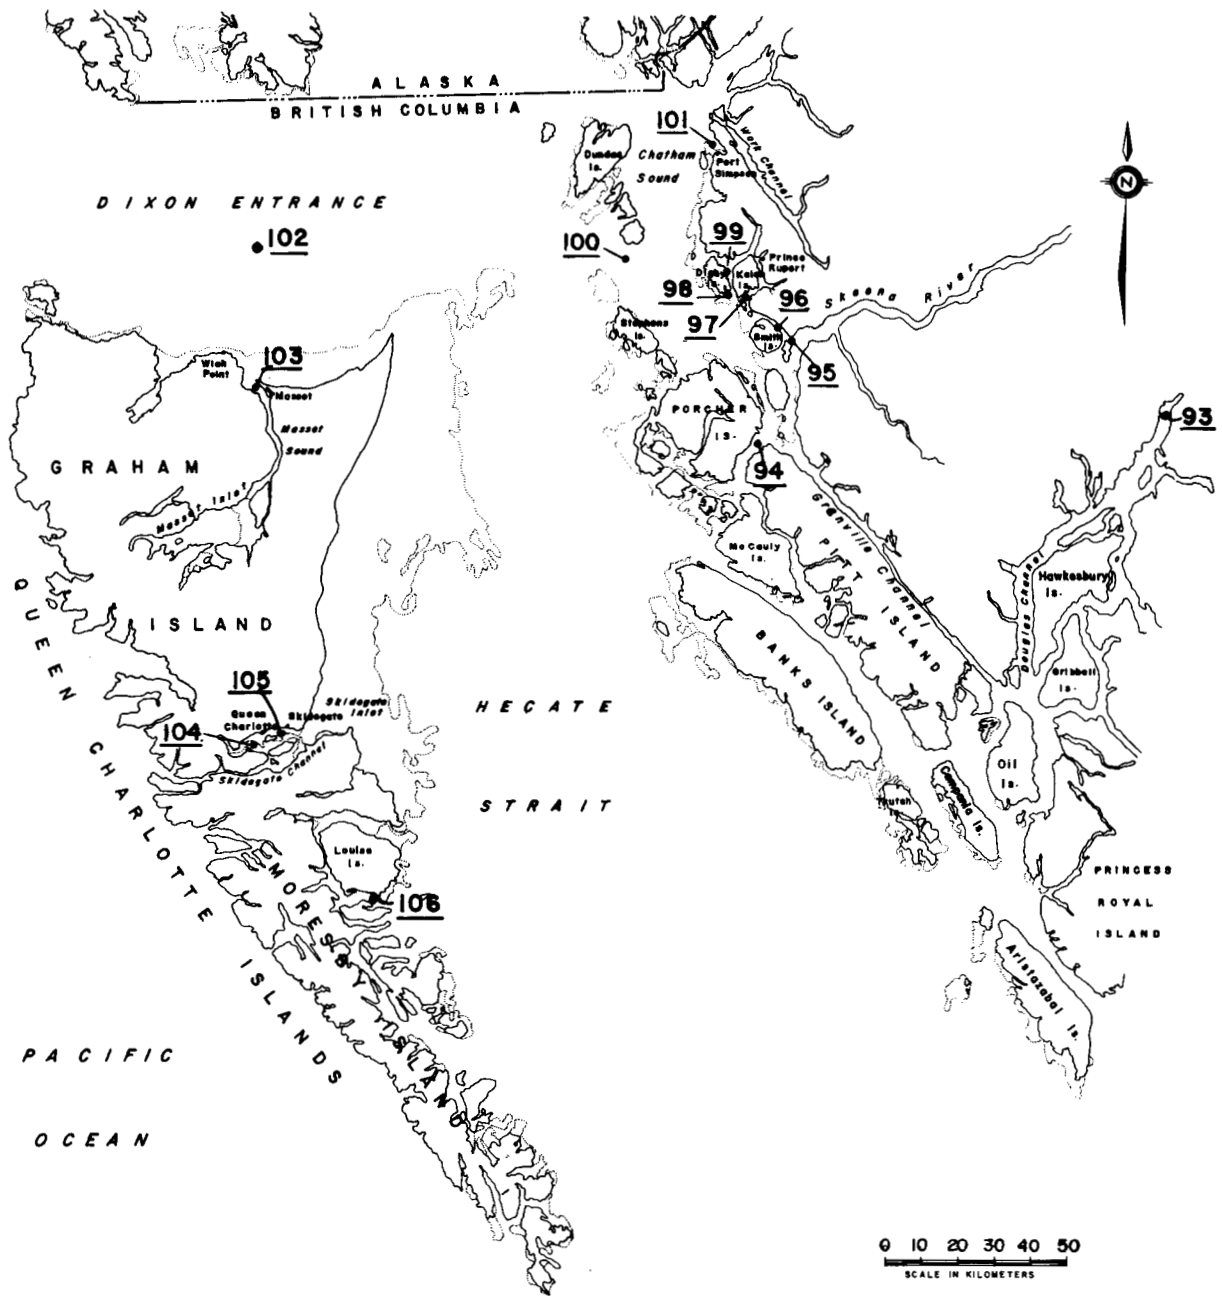 ALASKA
BRITISH COLUMBIA
101
Work Channel
Dundas
Is.
Chatham
Sound
Port
Simpson
N
DIXON ENTRANCE
102
100
99
Prince
Rupert
Digby
Kaien
Is.
98
97
96
Skeena River
Stephens
Is.
Smith
Is.
95
103
Wiah
Point
Masset
Masset
Sound
PORCHER
IS.
93
94
GRAHAM
Masset Inlet
Grenville Channel
PITT
ISLAND
McCauly
Is.
Douglas Channel
Hawkesbury
Is.
QUEEN CHARLOTTE ISLANDS
ISLAND
BANKS ISLAND
Gribbell
Is.
105
Skidegate
Inlet
Queen
Charlotte
Skidegate
104
Skidegate Channel
HECATE
STRAIT
Oil
Is.
Campania Is.
Louise
Is.
106
MORESBY ISLAND
PRINCESS
ROYAL
ISLAND
Aristazabal Is.
PACIFIC
OCEAN
0 10 20 30 40 50
SCALE IN KILOMETERS